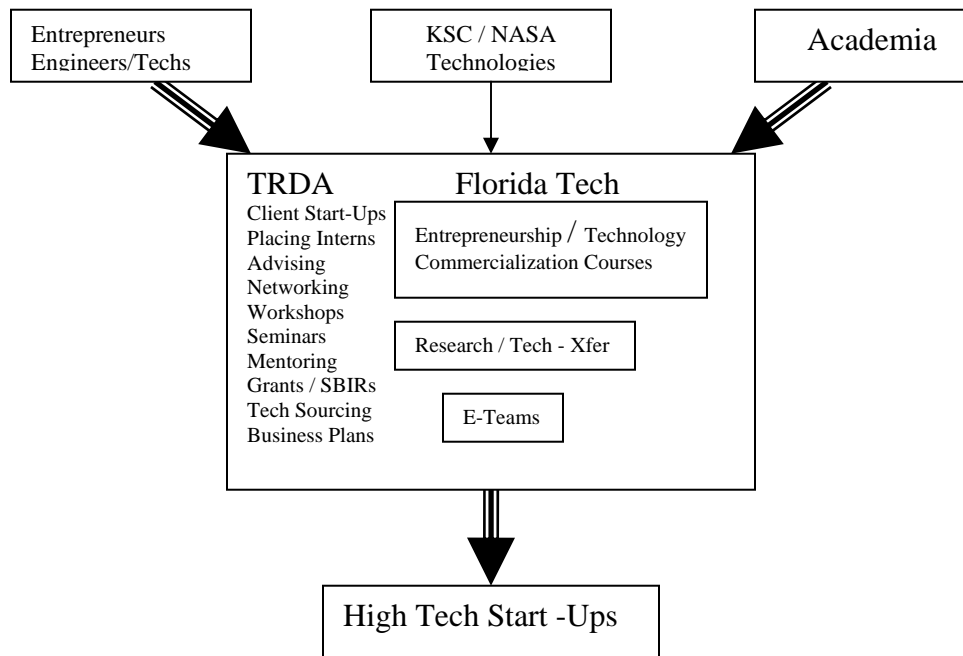 Entrepreneurs
Engineers/Techs
KSC / NASA
Technologies
Academia
TRDA
Client Start-Ups
Placing Interns
Advising
Networking
Workshops
Seminars
Mentoring
Grants / SBIRs
Tech Sourcing
Business Plans
Florida Tech
Entrepreneurship / Technology
Commercialization Courses
Research / Tech - Xfer
E-Teams
High Tech Start -Ups